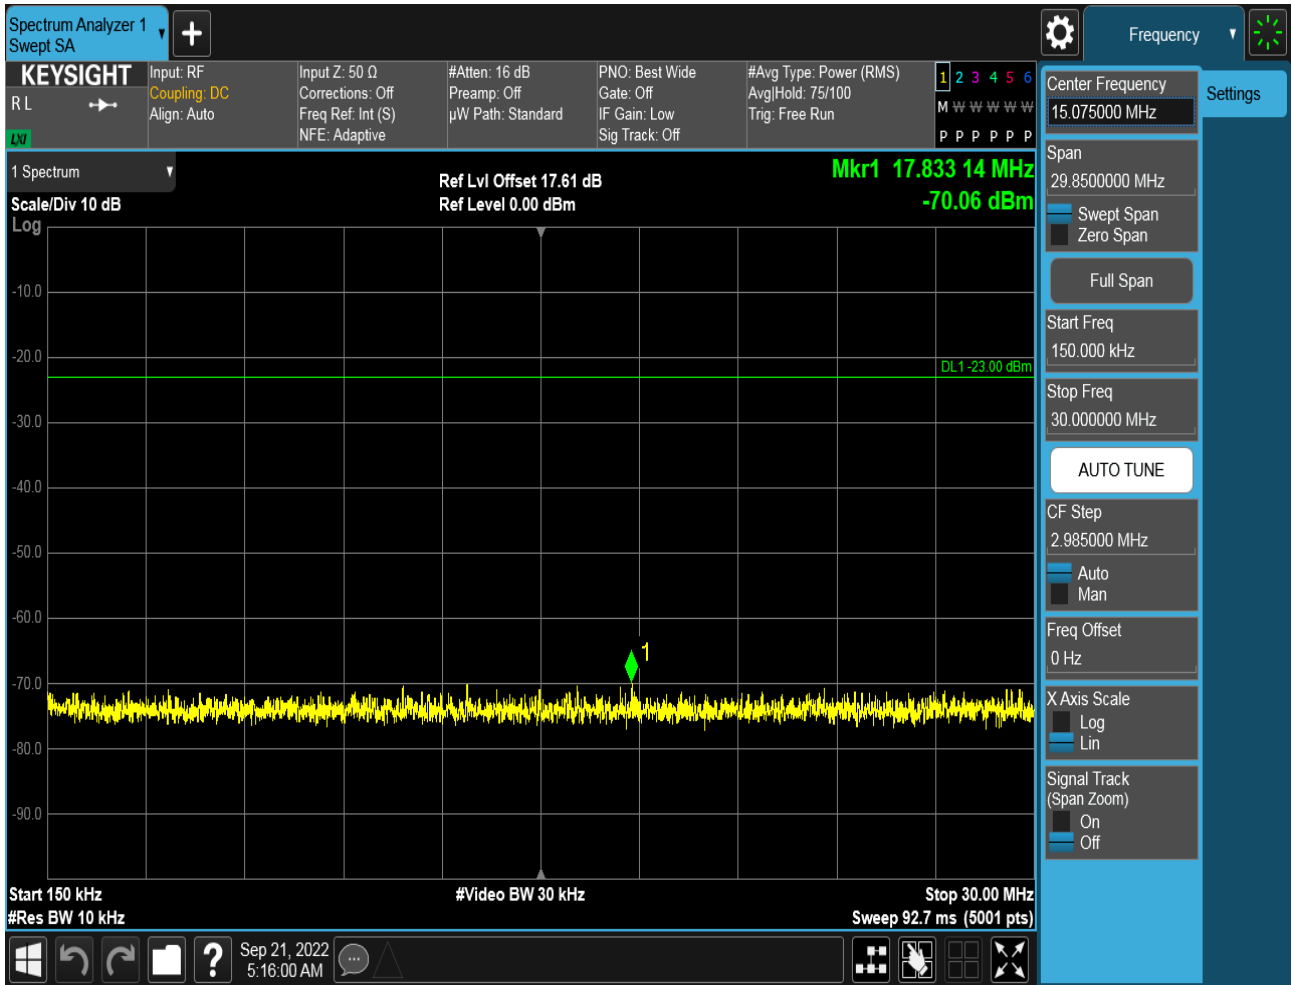 Spectrum Analyzer 1
Swept SA
Frequency
KEYSIGHT
R L
LXI
Input: RF
Coupling: DC
Align: Auto
Input Z: 50 Ω
Corrections: Off
Freq Ref: Int (S)
NFE: Adaptive
#Atten: 16 dB
Preamp: Off
µW Path: Standard
PNO: Best Wide
Gate: Off
IF Gain: Low
Sig Track: Off
#Avg Type: Power (RMS)
Avg|Hold: 75/100
Trig: Free Run
1 2 3 4 5 6
M W W W W W
P P P P P P
1 Spectrum
Scale/Div 10 dB
Log
Ref Lvl Offset 17.61 dB
Ref Level 0.00 dBm
Mkr1 17.833 14 MHz
-70.06 dBm
-10.0
-20.0
DL1 -23.00 dBm
-30.0
-40.0
-50.0
-60.0
1
-70.0
-80.0
-90.0
Start 150 kHz
#Video BW 30 kHz
Stop 30.00 MHz
#Res BW 10 kHz
Sweep 92.7 ms (5001 pts)
Center Frequency
15.075000 MHz
Settings
Span
29.8500000 MHz
Swept Span
Zero Span
Full Span
Start Freq
150.000 kHz
Stop Freq
30.000000 MHz
AUTO TUNE
CF Step
2.985000 MHz
Auto
Man
Freq Offset
0 Hz
X Axis Scale
Log
Lin
Signal Track
(Span Zoom)
On
Off
?
Sep 21, 2022
5:16:00 AM